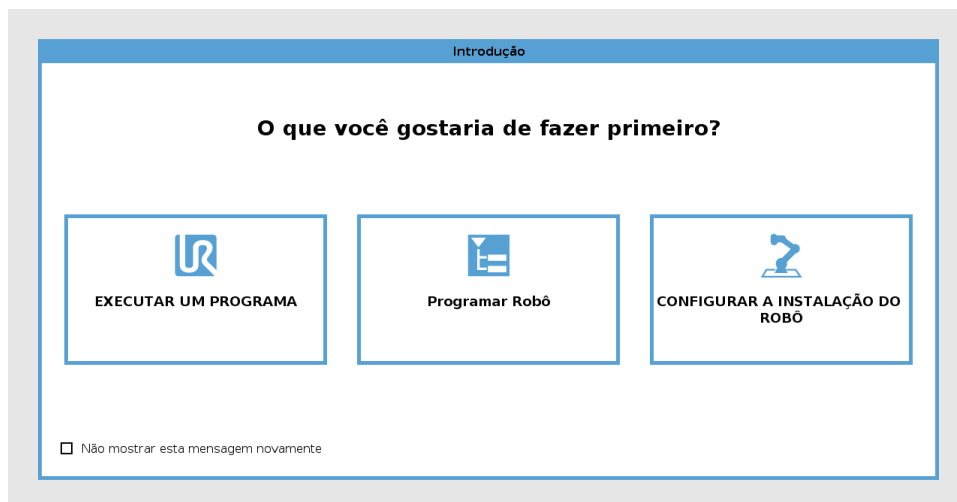 Introdução
O que você gostaria de fazer primeiro?
UR
EXECUTAR UM PROGRAMA
Programar Robô
CONFIGURAR A INSTALAÇÃO DO
ROBÔ
Não mostrar esta mensagem novamente